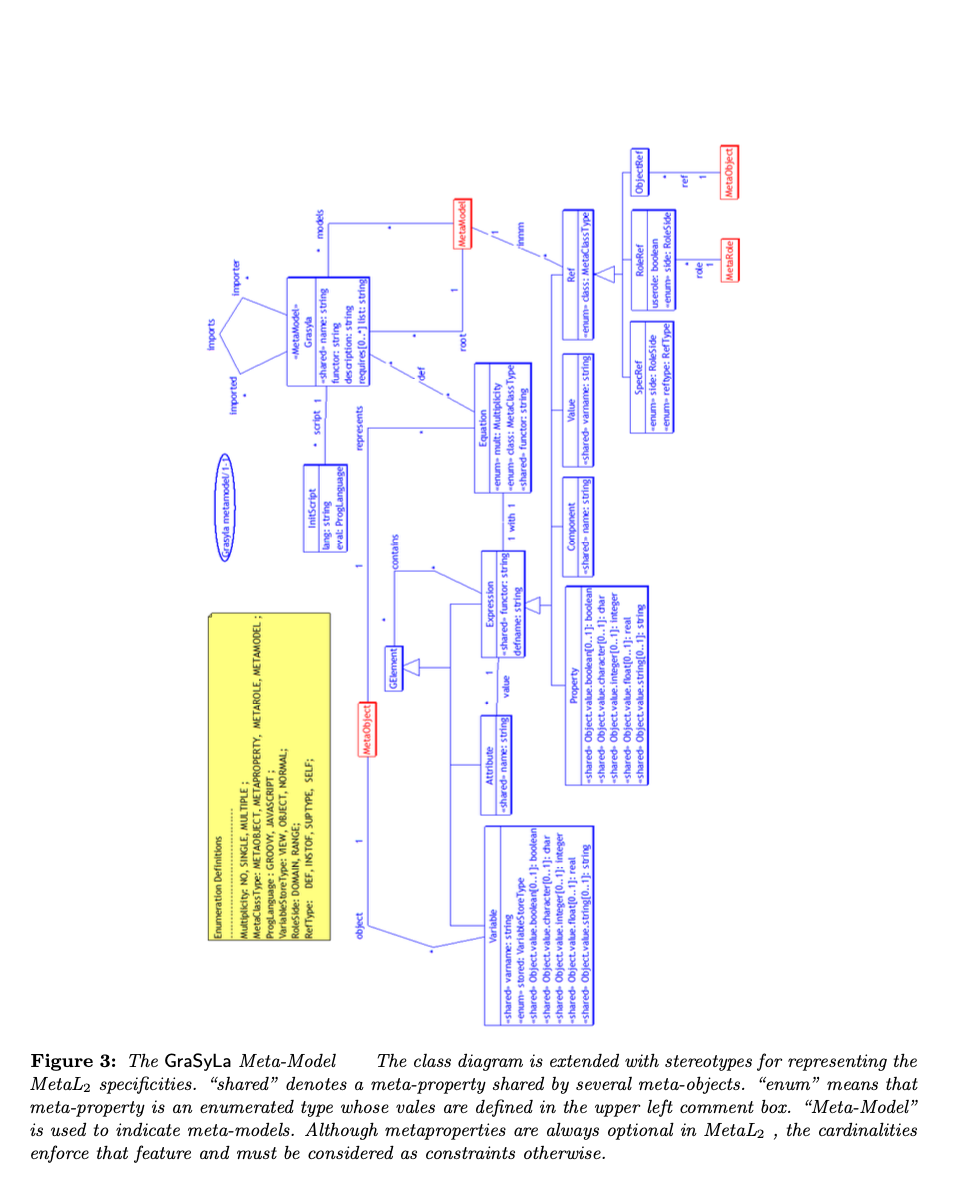 Enumeration Definitions
Multiplicity: NO, SINGLE, MULTIPLE ;
MetaClassType: METAOBJECT, METAPROPERTY, METAROLE, METAMODEL ;
ProgLanguage : GROOVY, JAVASCRIPT ;
VariableStoreType: VIEW, OBJECT, NORMAL;
RoleSide: DOMAIN, RANGE;
RefType: DEF, INSTOF, SUPTYPE, SELF;
Grasyla metamodel/1-1
imports
imported
*
importer
*
«MetaModel»
Grasyla
«shared» name: string
functor: string
description: string
requires[0..*] list: string
* script 1
InitScript
lang: string
eval: ProgLanguage
* models
*
MetaModel
1
root
*
1
inmm
*
*
def
*
represents
*
1
MetaObject
1
object
*
Equation
«enum» mult: Multiplicity
«enum» class: MetaClassType
«shared» functor: string
1 with 1
GElement
*
contains
*
Expression
«shared» functor: string
defname: string
* 1
value
Attribute
«shared» name: string
Variable
«shared» varname: string
«enum» stored: VariableStoreType
«shared» Object.value.boolean[0..1]: boolean
«shared» Object.value.character[0..1]: char
«shared» Object.value.integer[0..1]: integer
«shared» Object.value.float[0..1]: real
«shared» Object.value.string[0..1]: string
Property
«shared» Object.value.boolean[0..1]: boolean
«shared» Object.value.character[0..1]: char
«shared» Object.value.integer[0..1]: integer
«shared» Object.value.float[0..1]: real
«shared» Object.value.string[0..1]: string
Component
«shared» name: string
Value
«shared» varname: string
Ref
«enum» class: MetaClassType
SpecRef
«enum» side: RoleSide
«enum» reftype: RefType
RoleRef
userole: boolean
«enum» side: RoleSide
*
role
1
MetaRole
ObjectRef
*
ref
1
MetaObject
Figure 3: The GraSyLa Meta-Model The class diagram is extended with stereotypes for representing the
MetaL2 specificities. “shared” denotes a meta-property shared by several meta-objects. “enum” means that
meta-property is an enumerated type whose vales are defined in the upper left comment box. “Meta-Model”
is used to indicate meta-models. Although metaproperties are always optional in MetaL2 , the cardinalities
enforce that feature and must be considered as constraints otherwise.